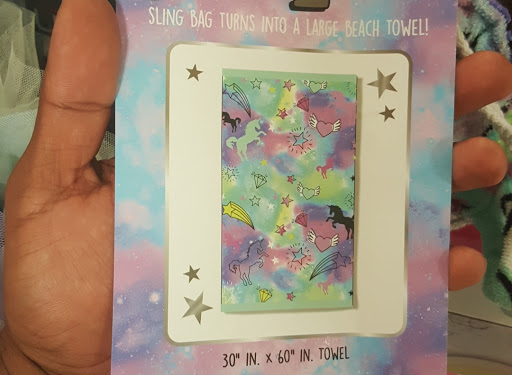 SLING BAG TURNS INTO A LARGE BEACH TOWEL!
30" IN. X 60" IN. TOWEL